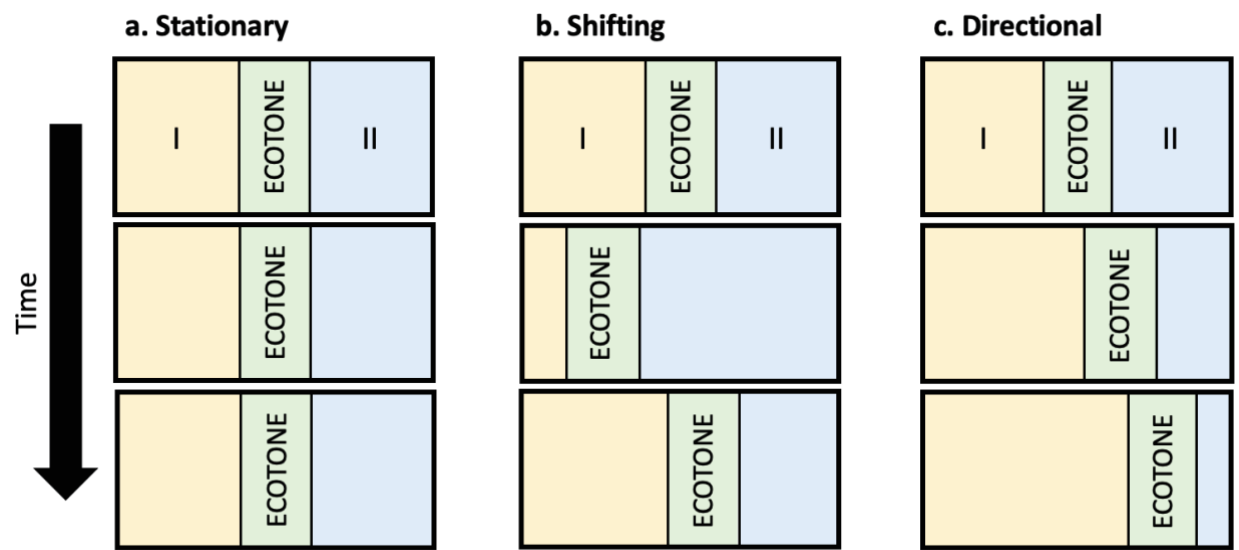 a. Stationary
b. Shifting
c. Directional
I
ECOTONE
II
I
ECOTONE
II
I
ECOTONE
II
Time
ECOTONE
ECOTONE
ECOTONE
ECOTONE
ECOTONE
ECOTONE